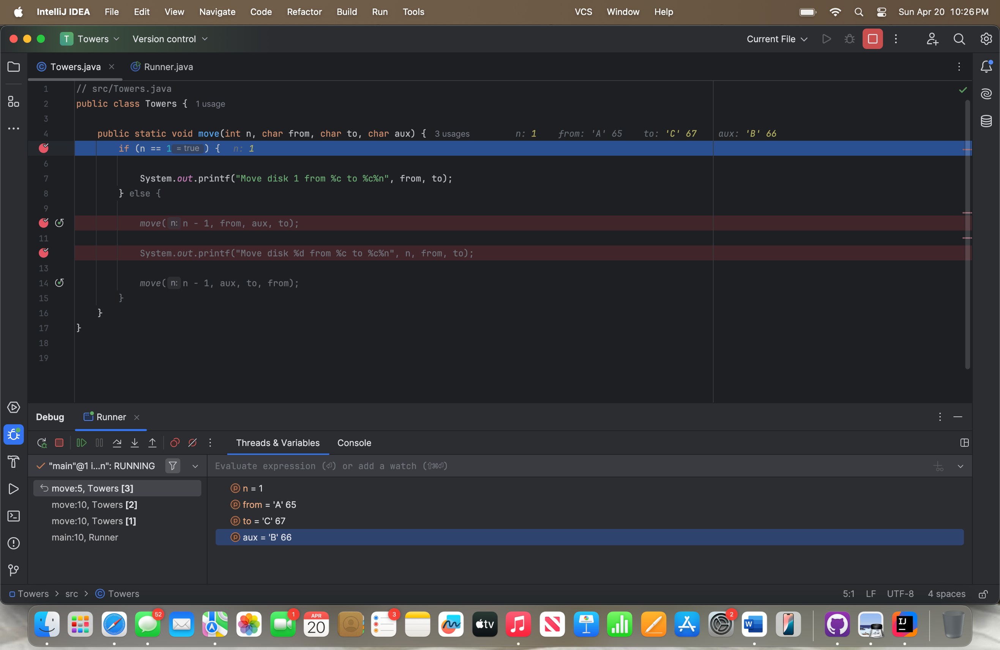 IntelliJ IDEA File Edit View Navigate Code Refactor Build Run Tools VCS Window Help Sun Apr 20 10:26 PM
T Towers Version control Current File
Towers.java Runner.java
1 // src/Towers.java
2 public class Towers { 1 usage
3
4 public static void move(int n, char from, char to, char aux) { 3 usages n: 1 from: 'A' 65 to: 'C' 67 aux: 'B' 66
if (n == 1 = true ) { n: 1
6
7 System.out.printf("Move disk 1 from %c to %c%n", from, to);
8 } else {
9
move( n: n - 1, from, aux, to);
11
System.out.printf("Move disk %d from %c to %c%n", n, from, to);
13
14 move( n: n - 1, aux, to, from);
15 }
16 }
17 }
18
19
Debug Runner
Threads & Variables Console
"main"@1 i...n": RUNNING Evaluate expression (⏎) or add a watch (⇧⌘⏎)
move:5, Towers [3]
move:10, Towers [2]
move:10, Towers [1]
main:10, Runner
p n = 1
p from = 'A' 65
p to = 'C' 67
p aux = 'B' 66
Towers > src > C Towers 5:1 LF UTF-8 4 spaces
52 1 APR 20 3 tv 2 W IJ